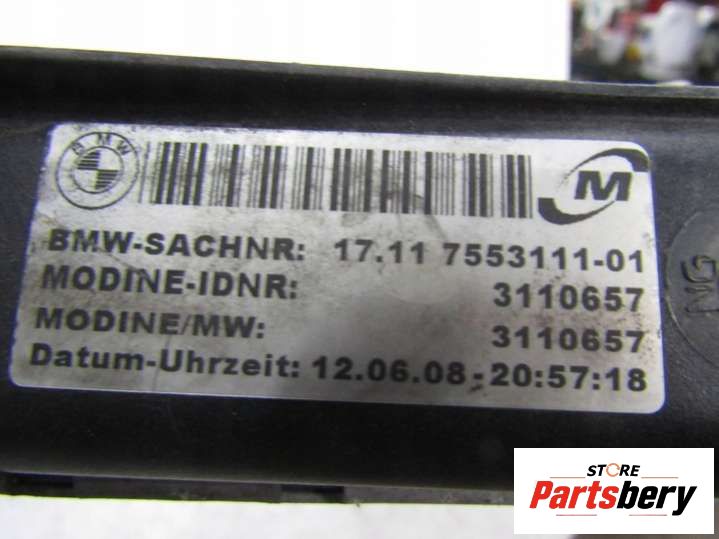 BMW
M
BMW-SACHNR: 17.11 7553111-01
MODINE-IDNR: 3110657
MODINE/MW: 3110657
Datum-Uhrzeit: 12.06.08-20:57:18
STORE
Partsbery